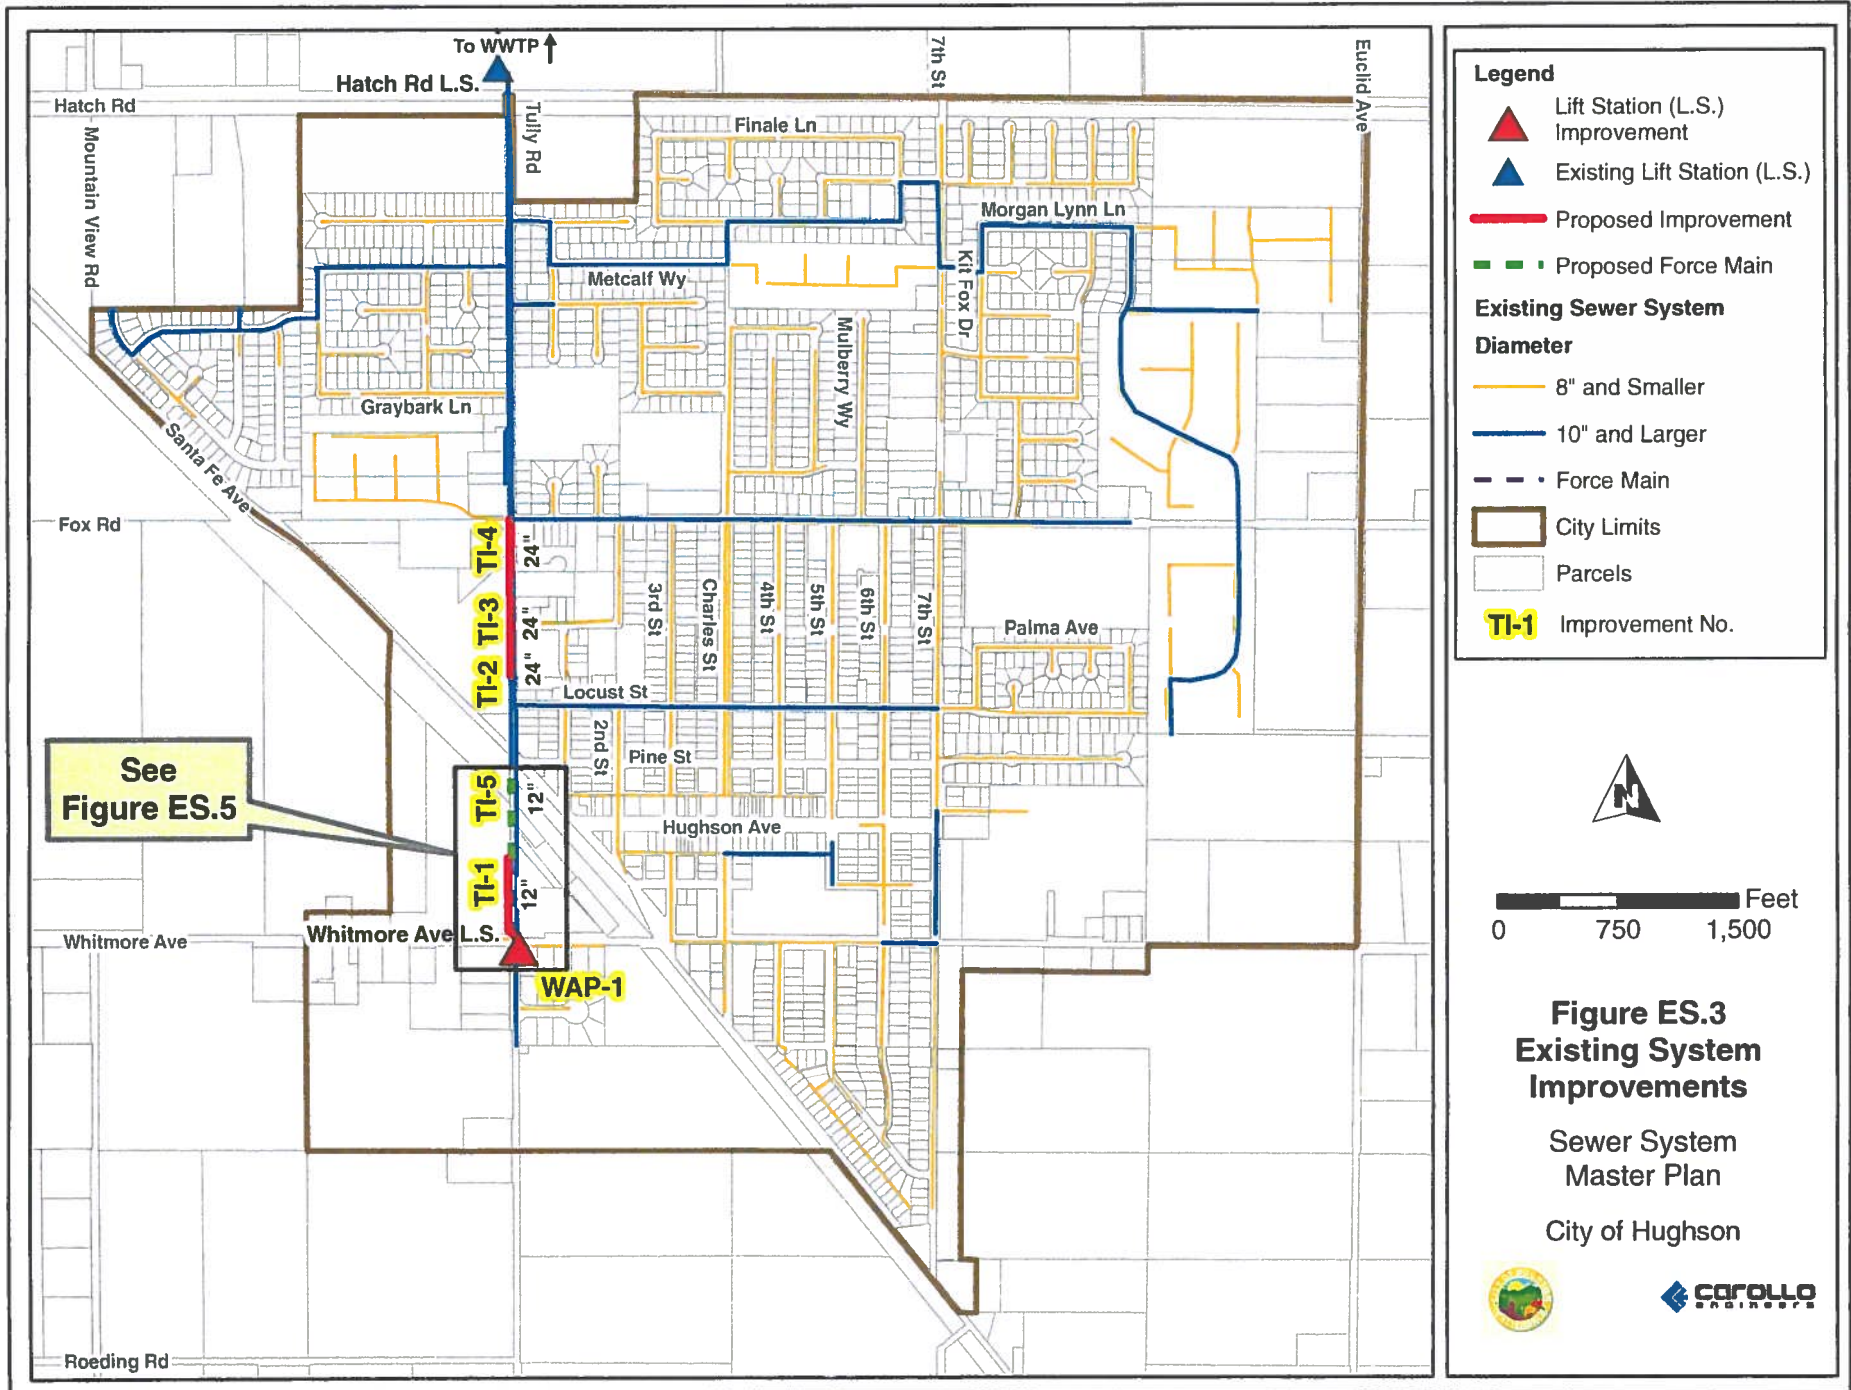 To WWTP
Hatch Rd L.S.
Hatch Rd
Tully Rd
7th St
Euclid Ave
Mountain View Rd
Finale Ln
Morgan Lynn Ln
Metcalf Wy
Kit Fox Dr
Mulberry Wy
Graybark Ln
Santa Fe Ave
Fox Rd
TI-4
24"
TI-3
24"
TI-2
24"
3rd St
Charles St
4th St
5th St
6th St
7th St
Palma Ave
Locust St
2nd St
Pine St
See
Figure ES.5
TI-5
12"
Hughson Ave
TI-1
12"
Whitmore Ave
Whitmore Ave L.S.
WAP-1
Roeding Rd
Legend
Lift Station (L.S.)
Improvement
Existing Lift Station (L.S.)
Proposed Improvement
Proposed Force Main
Existing Sewer System
Diameter
8" and Smaller
10" and Larger
Force Main
City Limits
Parcels
TI-1 Improvement No.
N
Feet
0 750 1,500
Figure ES.3
Existing System
Improvements
Sewer System
Master Plan
City of Hughson
carollo
engineers